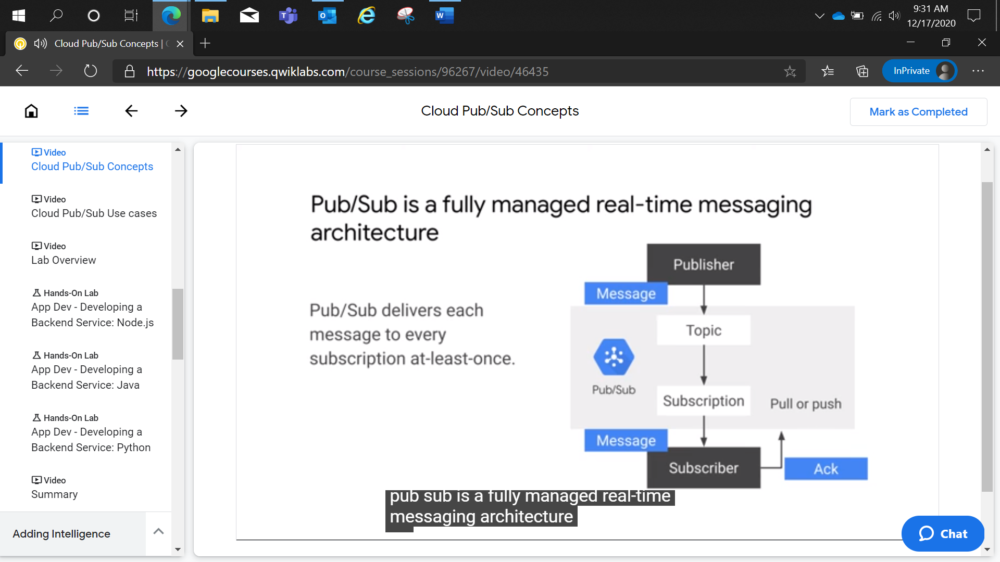 9:31 AM
12/17/2020
Cloud Pub/Sub Concepts |
https://googlecourses.qwiklabs.com/course_sessions/96267/video/46435
InPrivate
Cloud Pub/Sub Concepts
Mark as Completed
Video
Cloud Pub/Sub Concepts
Video
Cloud Pub/Sub Use cases
Video
Lab Overview
Hands-On Lab
App Dev - Developing a
Backend Service: Node.js
Hands-On Lab
App Dev - Developing a
Backend Service: Java
Hands-On Lab
App Dev - Developing a
Backend Service: Python
Video
Summary
Adding Intelligence
Pub/Sub is a fully managed real-time messaging
architecture
Pub/Sub delivers each
message to every
subscription at-least-once.
Publisher
Message
Topic
Pub/Sub
Subscription
Pull or push
Message
Subscriber
Ack
pub sub is a fully managed real-time
messaging architecture
Chat